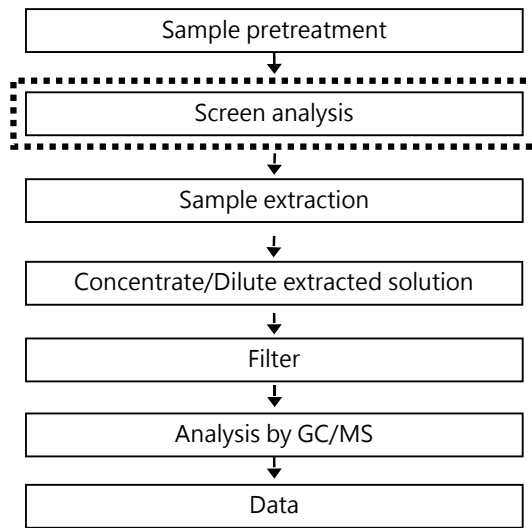 Sample pretreatment
Screen analysis
Sample extraction
Concentrate/Dilute extracted solution
Filter
Analysis by GC/MS
Data